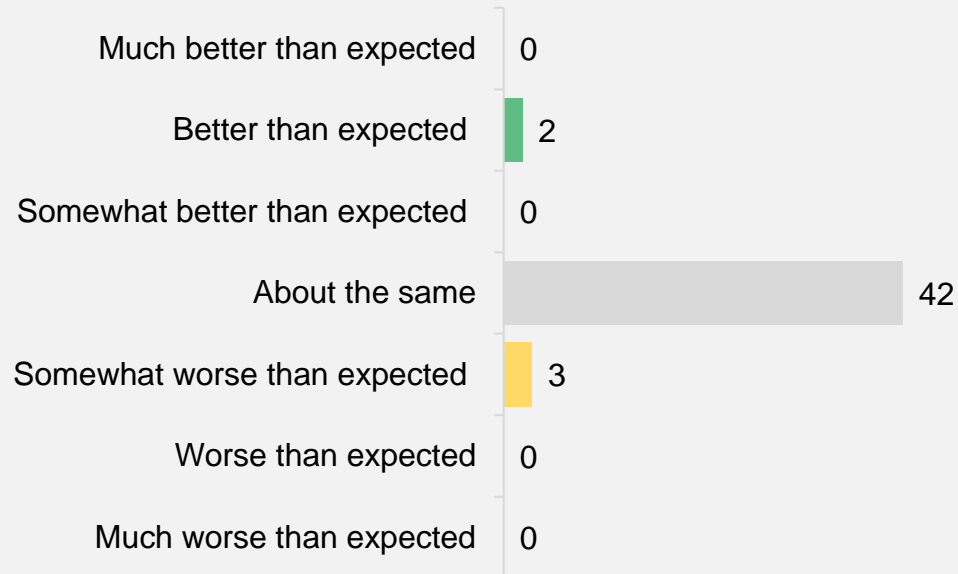 Much better than expected 0
Better than expected 2
Somewhat better than expected 0
About the same 42
Somewhat worse than expected 3
Worse than expected 0
Much worse than expected 0